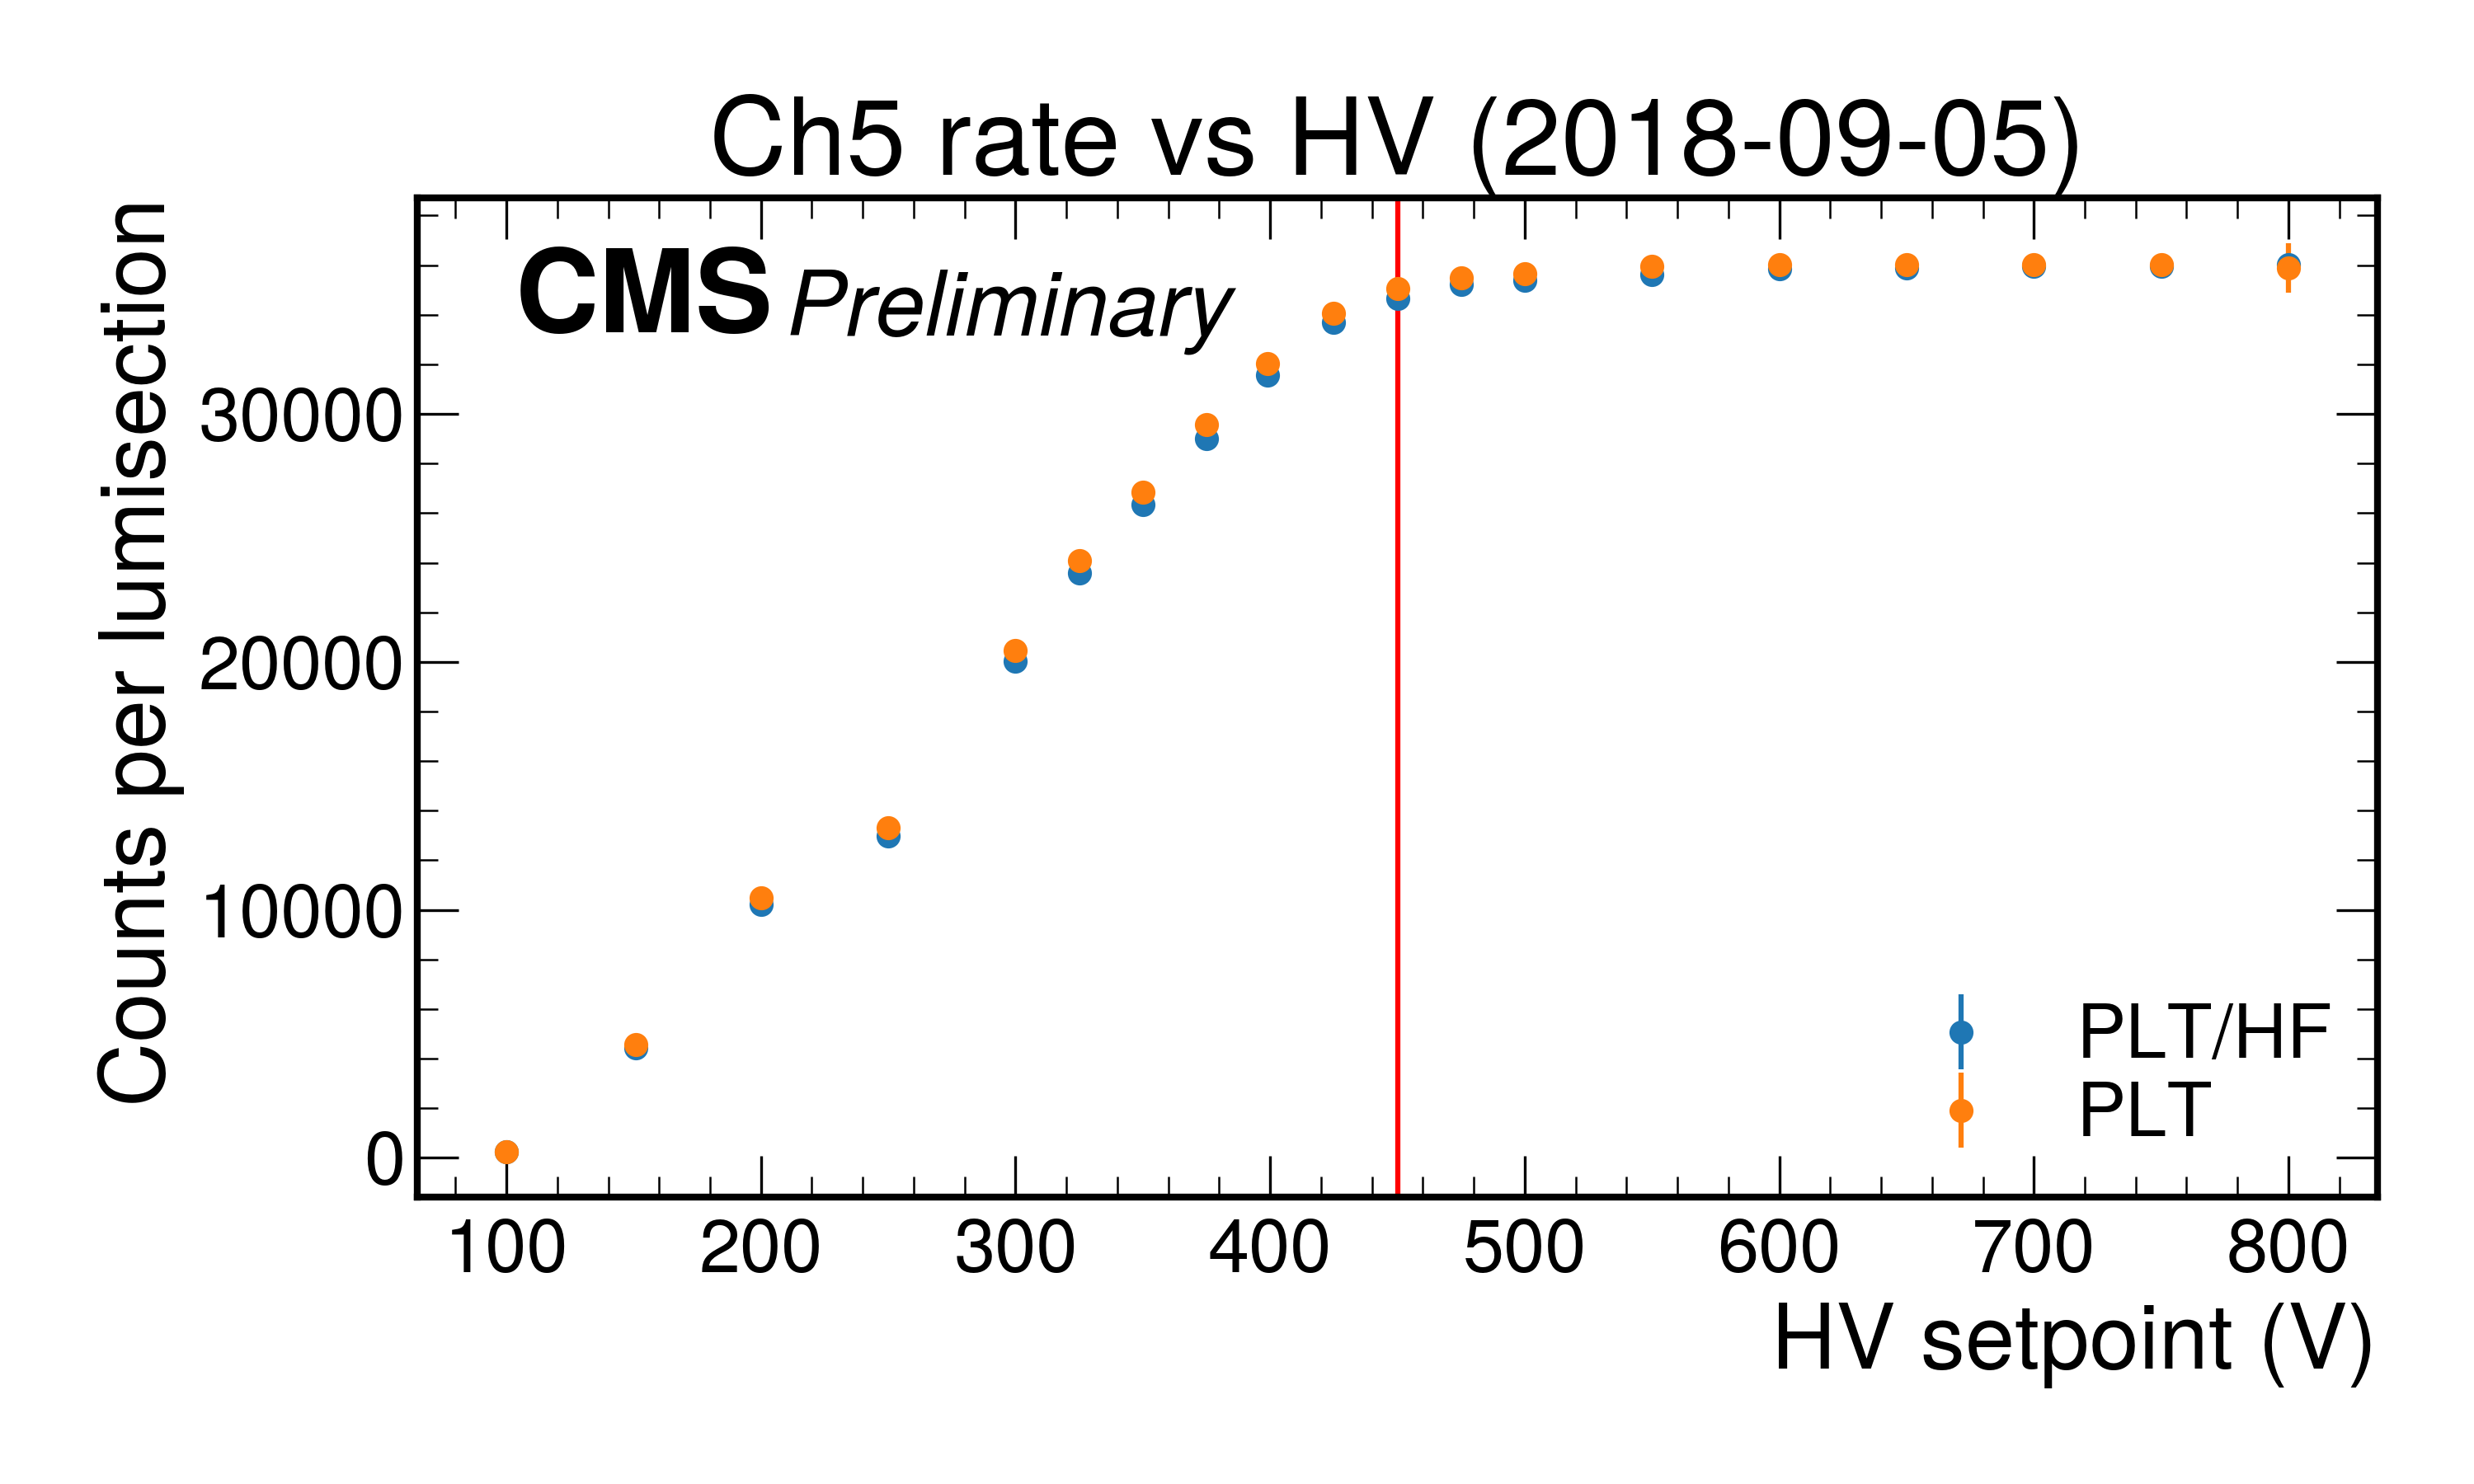 Ch5 rate vs HV (2018-09-05)
CMS Preliminary
Counts per lumisection
30000
20000
10000
0
PLT/HF
PLT
100 200 300 400 500 600 700 800
HV setpoint (V)